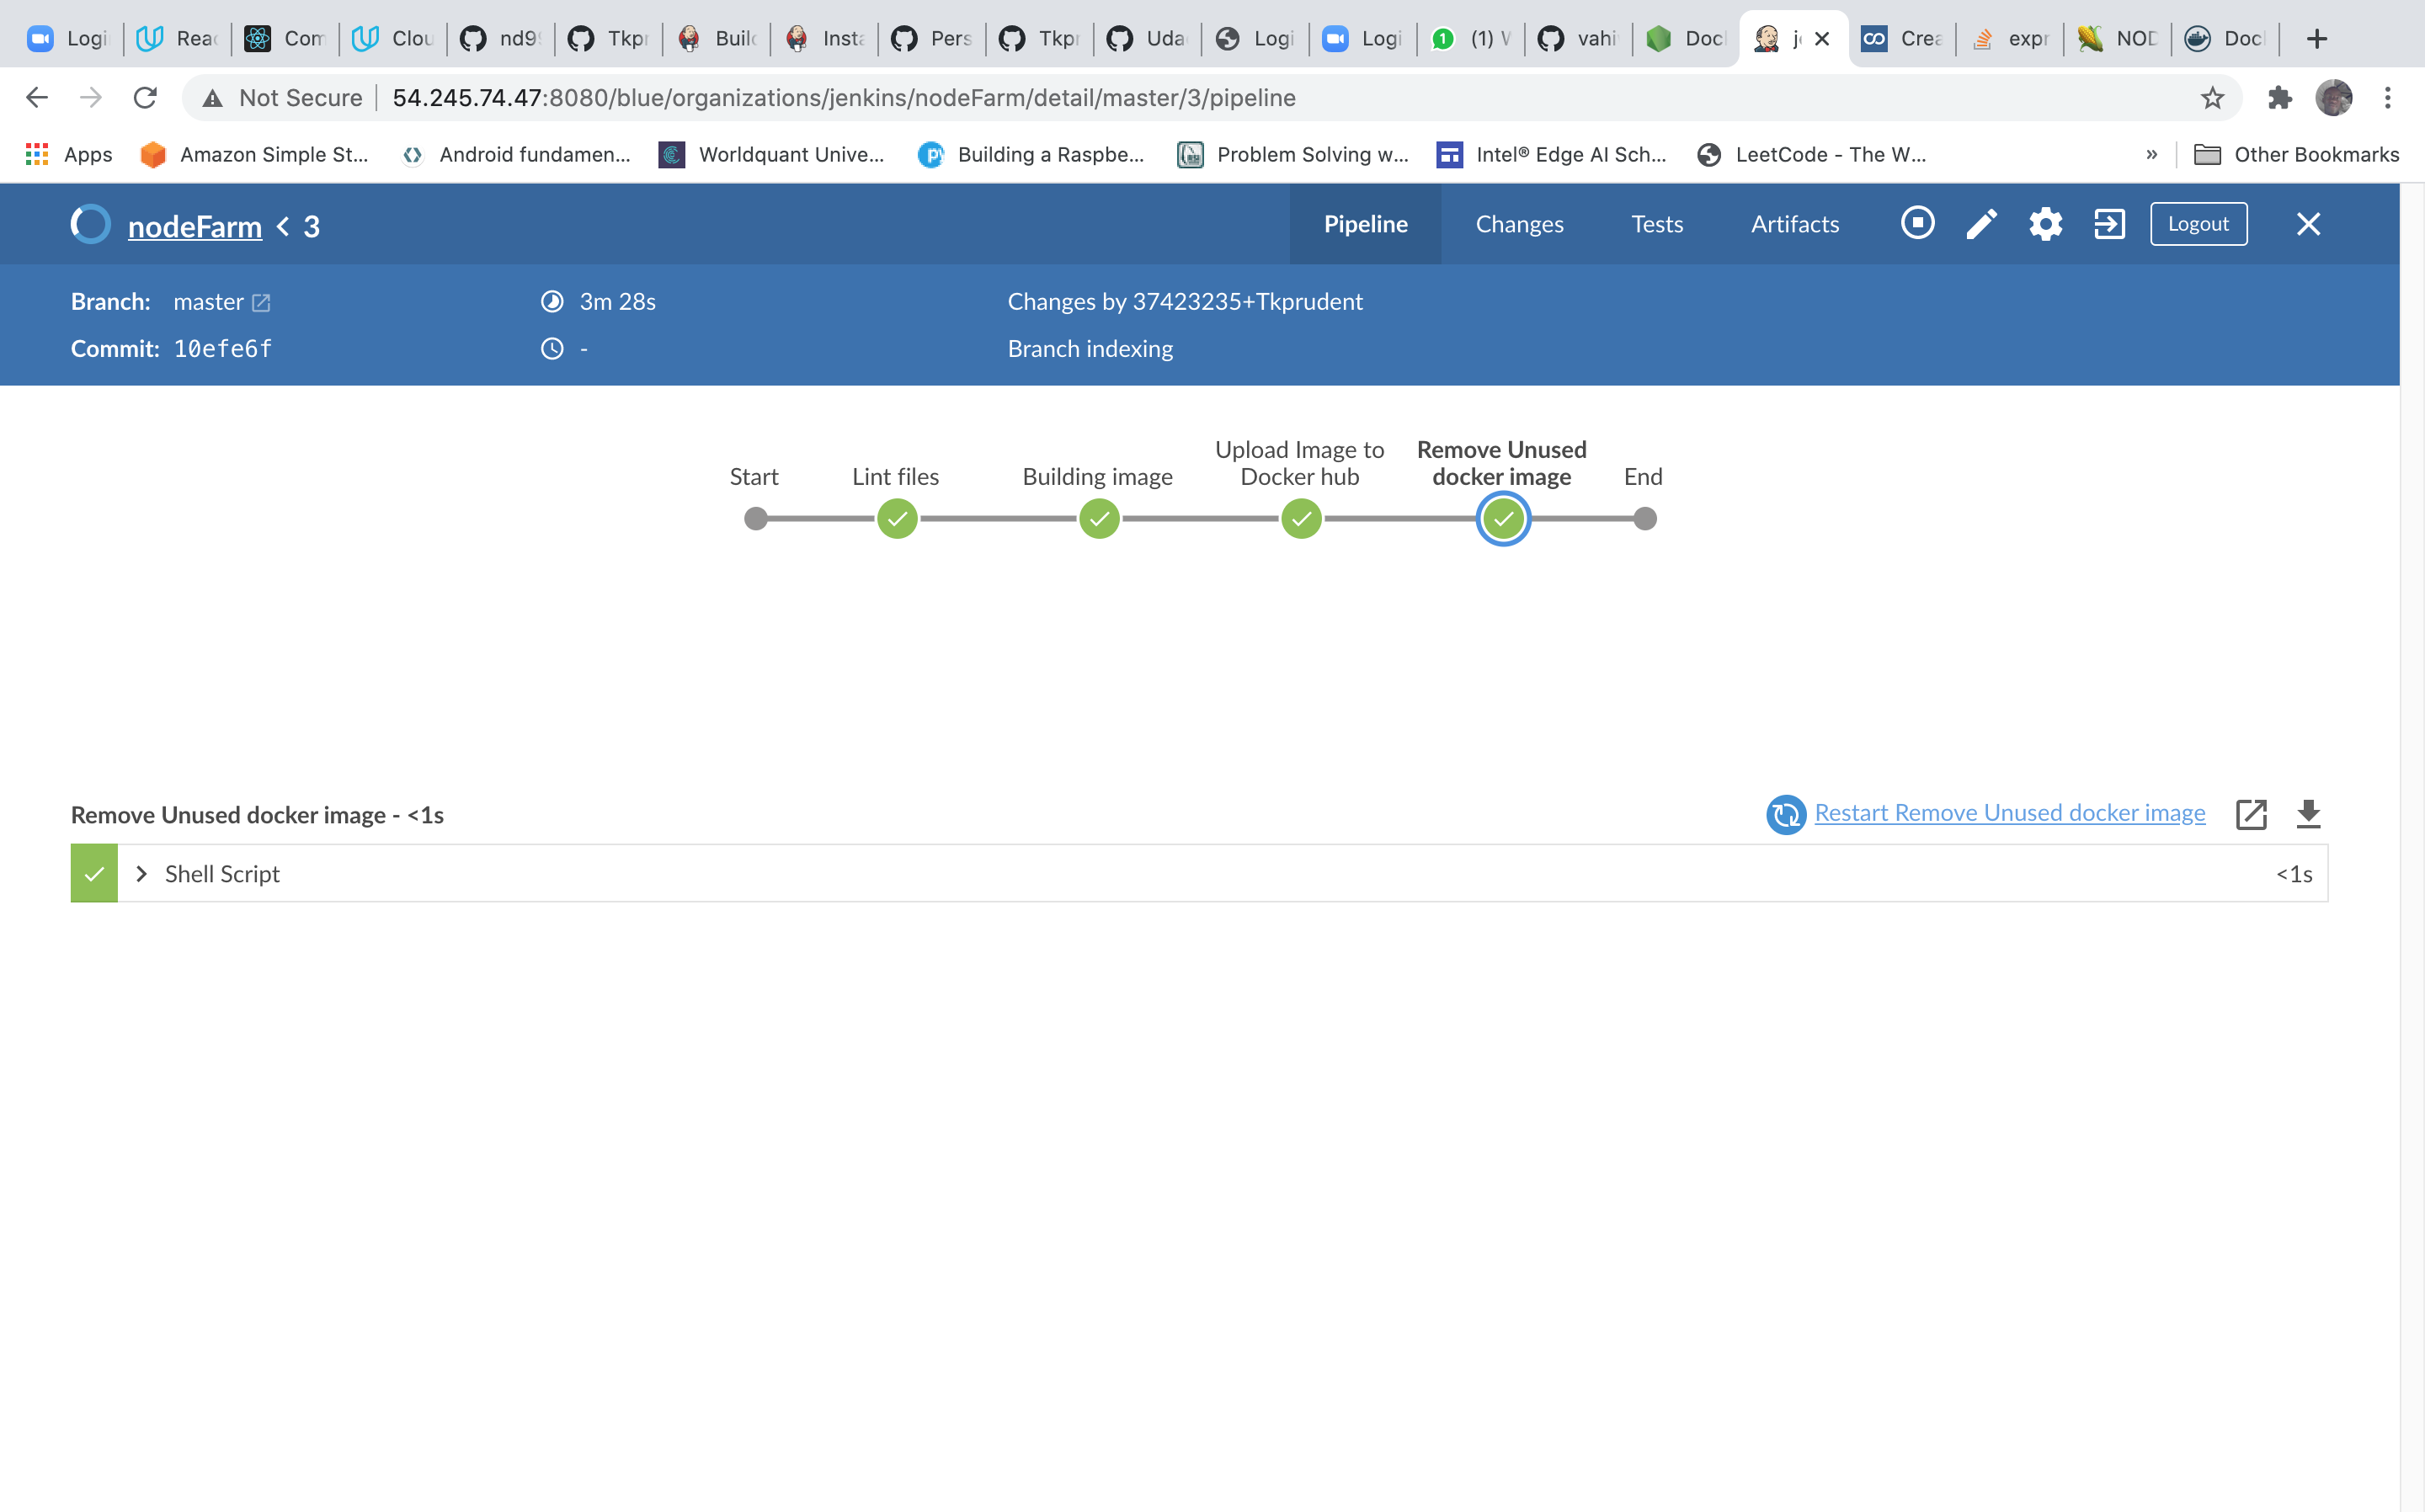 Logi Reac Com Clou nd9 Tkpr Build Insta Pers Tkpr Uda Logi Logi 1 (1) W vahi Doc j Crea expr NOD Doc
Not Secure 54.245.74.47:8080/blue/organizations/jenkins/nodeFarm/detail/master/3/pipeline
Apps Amazon Simple St... Android fundamen... Worldquant Unive... Building a Raspbe... Problem Solving w... Intel® Edge AI Sch... LeetCode - The W... » Other Bookmarks
nodeFarm < 3 Pipeline Changes Tests Artifacts Logout
Branch: master 3m 28s Changes by 37423235+Tkprudent
Commit: 10efe6f - Branch indexing
Upload Image to Remove Unused
Start Lint files Building image Docker hub docker image End
Remove Unused docker image - <1s Restart Remove Unused docker image
Shell Script <1s